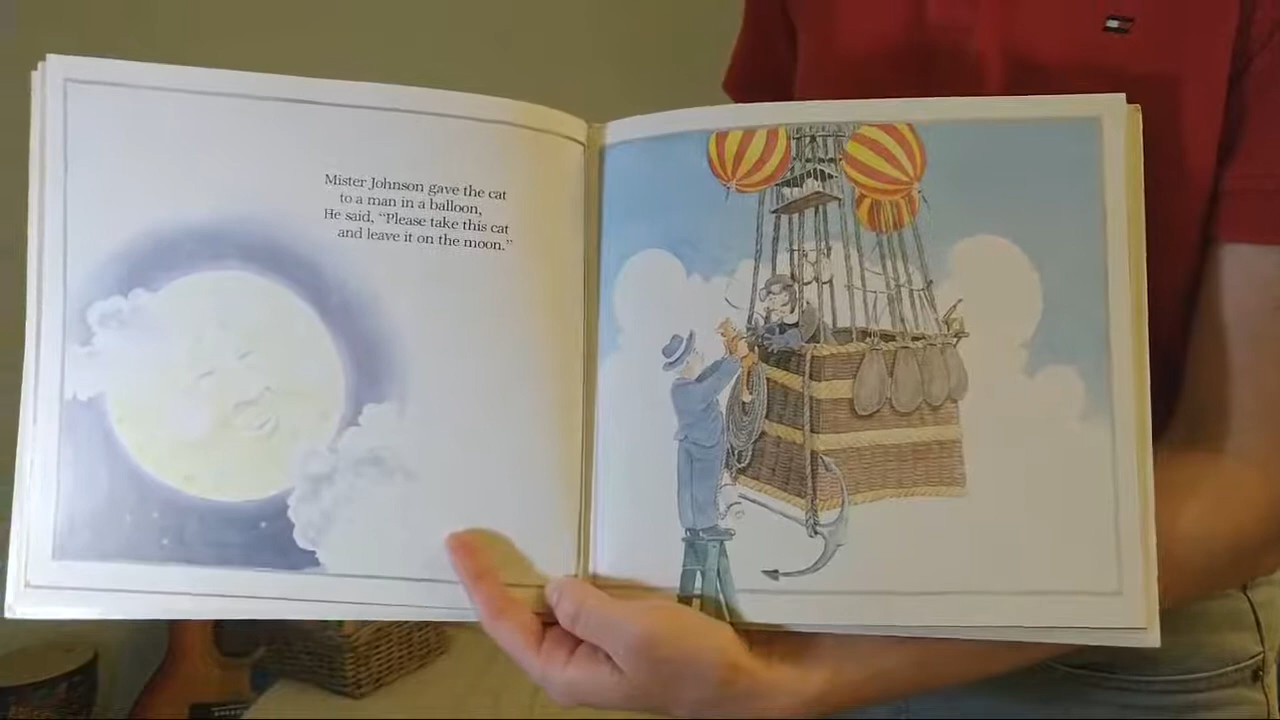 Mister Johnson gave the cat
to a man in a balloon,
He said, “Please take this cat
and leave it on the moon.”